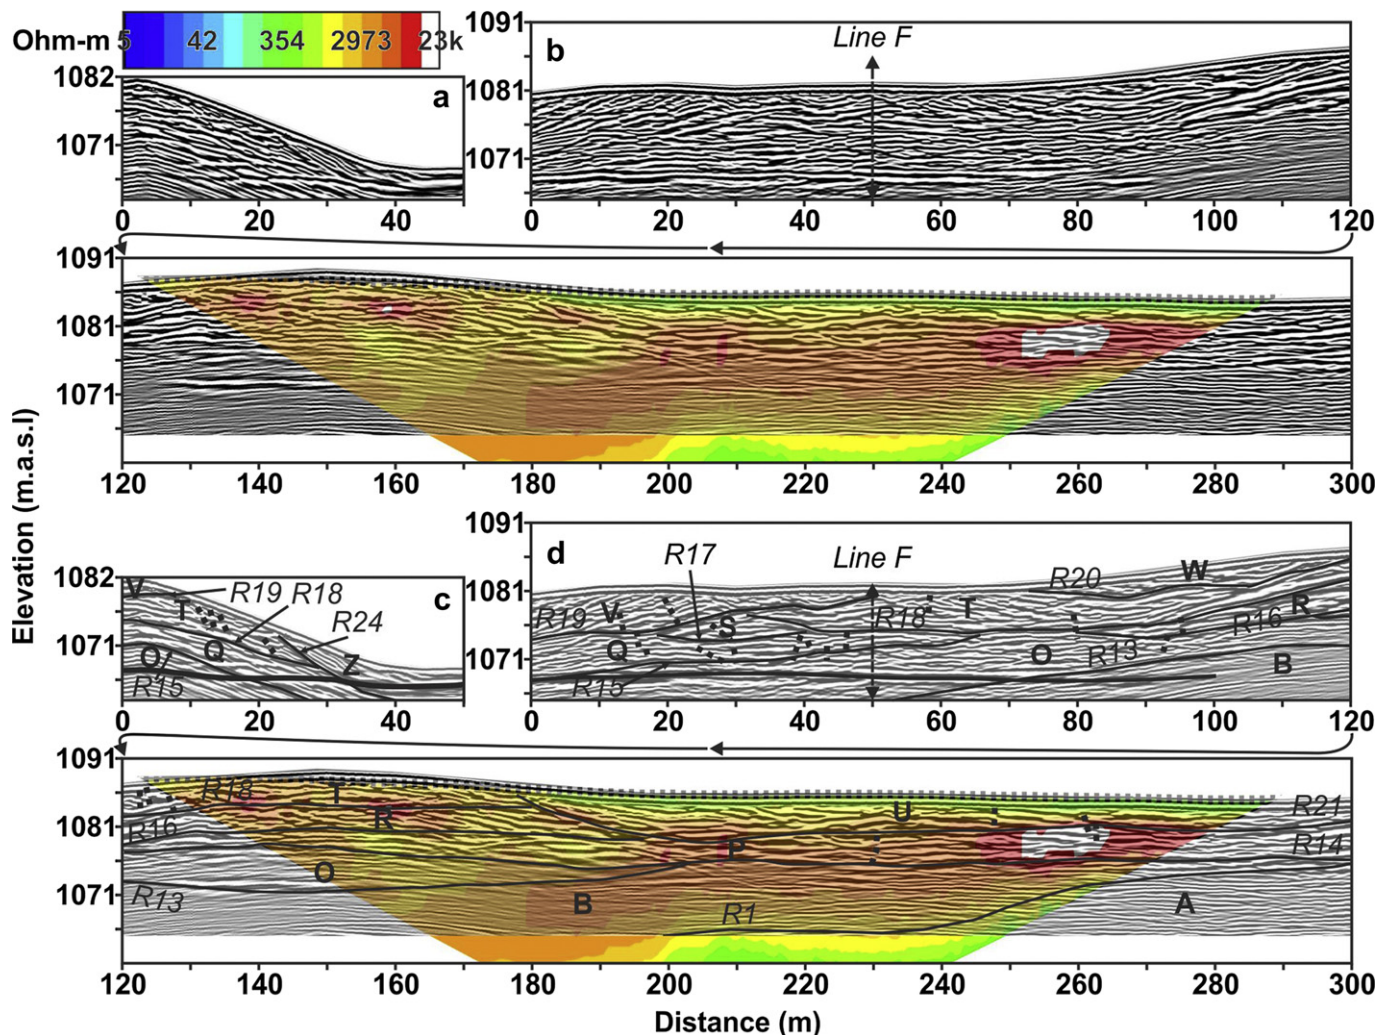 Ohm-m 5 42 354 2973 23k
1082
1071
a
0 20 40
1091
1081
1071
b
Line F
0 20 40 60 80 100 120
1091
1081
1071
120 140 160 180 200 220 240 260 280 300
Elevation (m.a.s.l)
1082
1071
c
V R19 R18
T
R24
Q
O/ Z
R15
0 20 40
1091
1081
1071
d
R17 Line F
R20 W
R19 V S R18 T R16 R
Q O R13 B
R15
0 20 40 60 80 100 120
1091
1081
1071
R18 T U R21
R16 R P R14
O
R13 B R1 A
120 140 160 180 200 220 240 260 280 300
Distance (m)